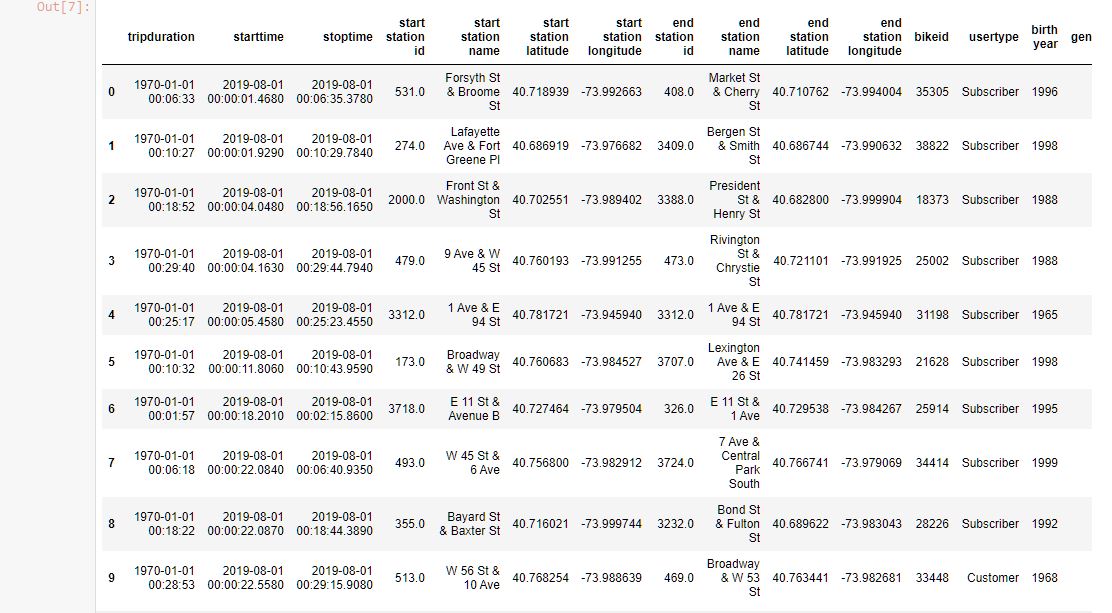 Out[7]:
tripduration starttime stoptime start station id start station name start station latitude start station longitude end station id end station name end station latitude end station longitude bikeid usertype birth year gen
0 1970-01-01 00:06:33 2019-08-01 00:00:01.4680 2019-08-01 00:06:35.3780 531.0 Forsyth St & Broome St 40.718939 -73.992663 408.0 Market St & Cherry St 40.710762 -73.994004 35305 Subscriber 1996
1 1970-01-01 00:10:27 2019-08-01 00:00:01.9290 2019-08-01 00:10:29.7840 274.0 Lafayette Ave & Fort Greene Pl 40.686919 -73.976682 3409.0 Bergen St & Smith St 40.686744 -73.990632 38822 Subscriber 1998
2 1970-01-01 00:18:52 2019-08-01 00:00:04.0480 2019-08-01 00:18:56.1650 2000.0 Front St & Washington St 40.702551 -73.989402 3388.0 President St & Henry St 40.682800 -73.999904 18373 Subscriber 1988
3 1970-01-01 00:29:40 2019-08-01 00:00:04.1630 2019-08-01 00:29:44.7940 479.0 9 Ave & W 45 St 40.760193 -73.991255 473.0 Rivington St & Chrystie St 40.721101 -73.991925 25002 Subscriber 1988
4 1970-01-01 00:25:17 2019-08-01 00:00:05.4580 2019-08-01 00:25:23.4550 3312.0 1 Ave & E 94 St 40.781721 -73.945940 3312.0 1 Ave & E 94 St 40.781721 -73.945940 31198 Subscriber 1965
5 1970-01-01 00:10:32 2019-08-01 00:00:11.8060 2019-08-01 00:10:43.9590 173.0 Broadway & W 49 St 40.760683 -73.984527 3707.0 Lexington Ave & E 26 St 40.741459 -73.983293 21628 Subscriber 1998
6 1970-01-01 00:01:57 2019-08-01 00:00:18.2010 2019-08-01 00:02:15.8600 3718.0 E 11 St & Avenue B 40.727464 -73.979504 326.0 E 11 St & 1 Ave 40.729538 -73.984267 25914 Subscriber 1995
7 1970-01-01 00:06:18 2019-08-01 00:00:22.0840 2019-08-01 00:06:40.9350 493.0 W 45 St & 6 Ave 40.756800 -73.982912 3724.0 7 Ave & Central Park South 40.766741 -73.979069 34414 Subscriber 1999
8 1970-01-01 00:18:22 2019-08-01 00:00:22.0870 2019-08-01 00:18:44.3890 355.0 Bayard St & Baxter St 40.716021 -73.999744 3232.0 Bond St & Fulton St 40.689622 -73.983043 28226 Subscriber 1992
9 1970-01-01 00:28:53 2019-08-01 00:00:22.5580 2019-08-01 00:29:15.9080 513.0 W 56 St & 10 Ave 40.768254 -73.988639 469.0 Broadway & W 53 St 40.763441 -73.982681 33448 Customer 1968